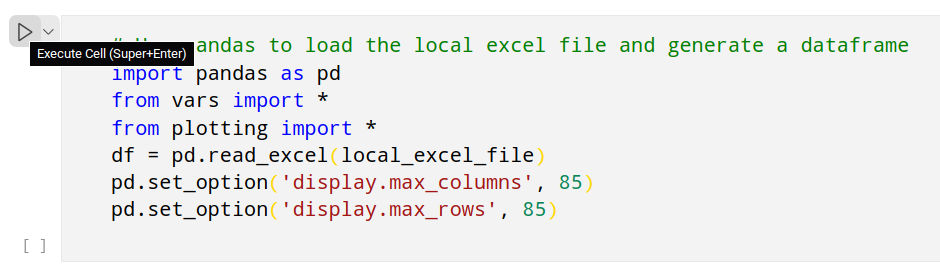 Execute Cell (Super+Enter)
andas to load the local excel file and generate a dataframe
import pandas as pd
from vars import *
from plotting import *
df = pd.read_excel(local_excel_file)
pd.set_option('display.max_columns', 85)
pd.set_option('display.max_rows', 85)
[ ]